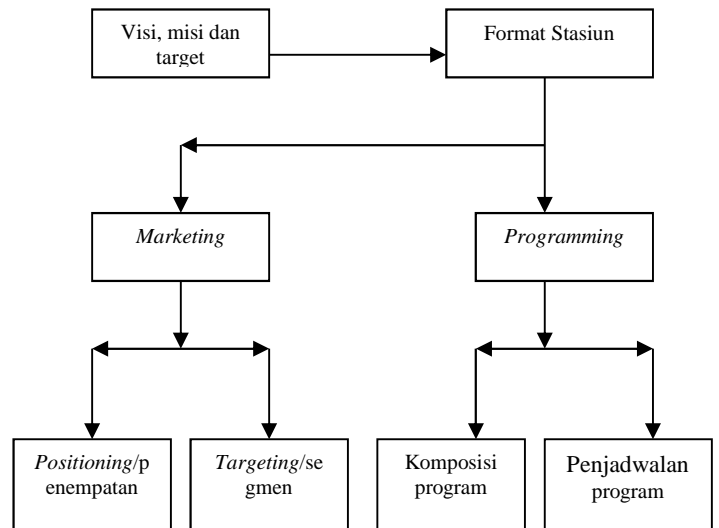 Visi, misi dan
target
Format Stasiun
Marketing
Programming
Positioning/p
enempatan
Targeting/se
gmen
Komposisi
program
Penjadwalan
program